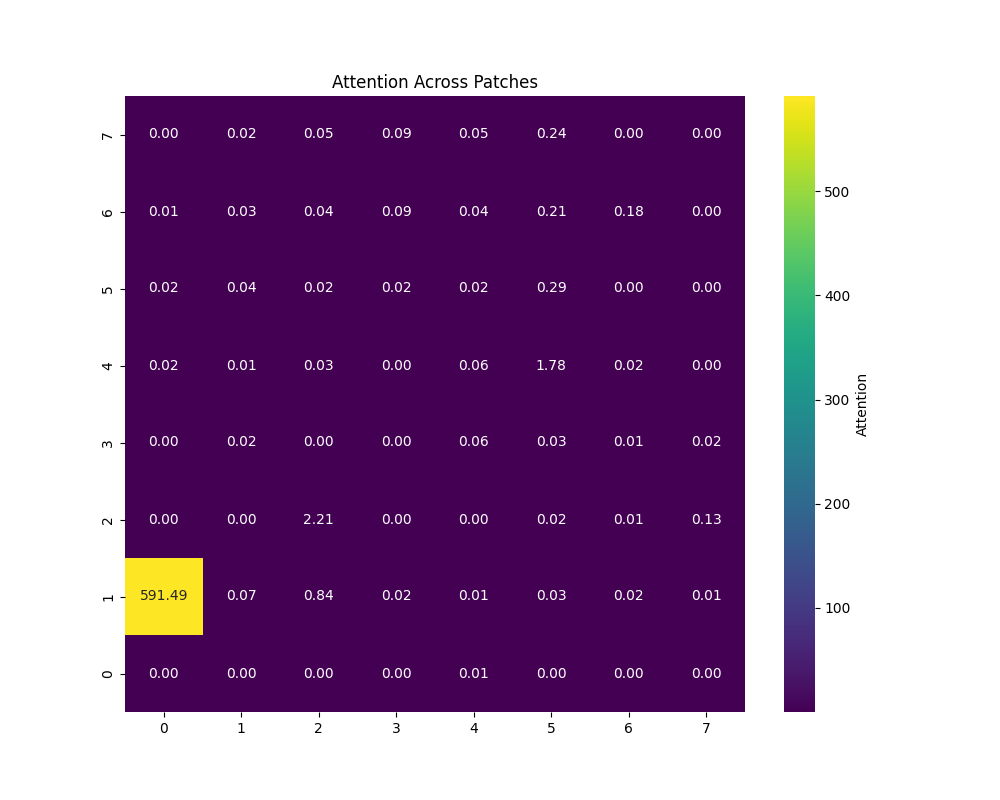 Attention Across Patches
7 0.00 0.02 0.05 0.09 0.05 0.24 0.00 0.00
6 0.01 0.03 0.04 0.09 0.04 0.21 0.18 0.00
5 0.02 0.04 0.02 0.02 0.02 0.29 0.00 0.00
4 0.02 0.01 0.03 0.00 0.06 1.78 0.02 0.00
3 0.00 0.02 0.00 0.00 0.06 0.03 0.01 0.02
2 0.00 0.00 2.21 0.00 0.00 0.02 0.01 0.13
1 591.49 0.07 0.84 0.02 0.01 0.03 0.02 0.01
0 0.00 0.00 0.00 0.00 0.01 0.00 0.00 0.00
0 1 2 3 4 5 6 7
500
400
300
200
100
Attention